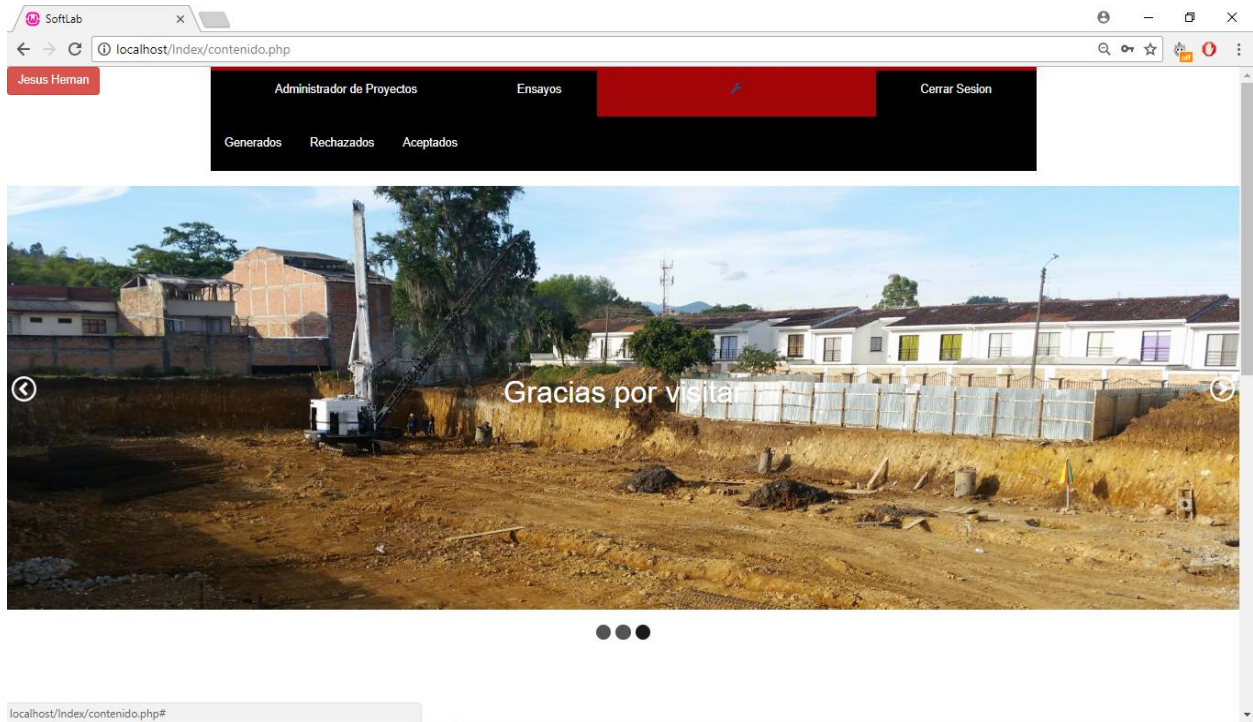 SoftLab
localhost/Index/contenido.php
off
Jesus Hernan
Administrador de Proyectos Ensayos Cerrar Sesion
Generados Rechazados Aceptados
Gracias por visitar
localhost/Index/contenido.php#